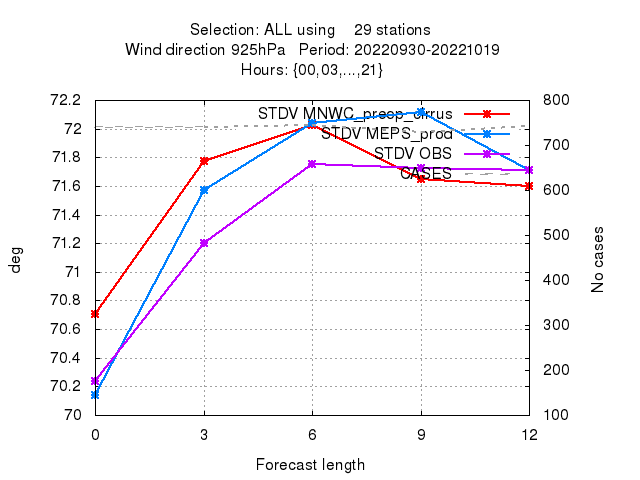 Selection: ALL using 29 stations
Wind direction 925hPa Period: 20220930-20221019
Hours: {00,03,...,21}
STDV MNWC_preop_cirrus
STDV MEPS_prod
STDV OBS
CASES
72.2
72
71.8
71.6
71.4
71.2
71
70.8
70.6
70.4
70.2
70
deg
800
700
600
500
400
300
200
100
No cases
0 3 6 9 12
Forecast length